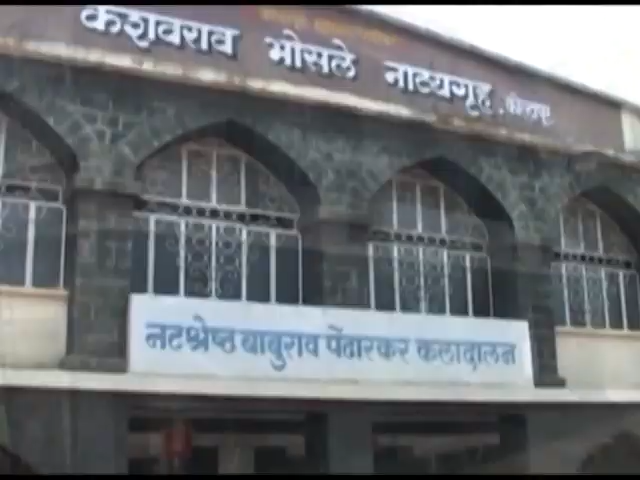 केशवराव भोसले नाट्यगृह,
नटश्रेष्ठ बाबुराव पेंढारकर कलादालन